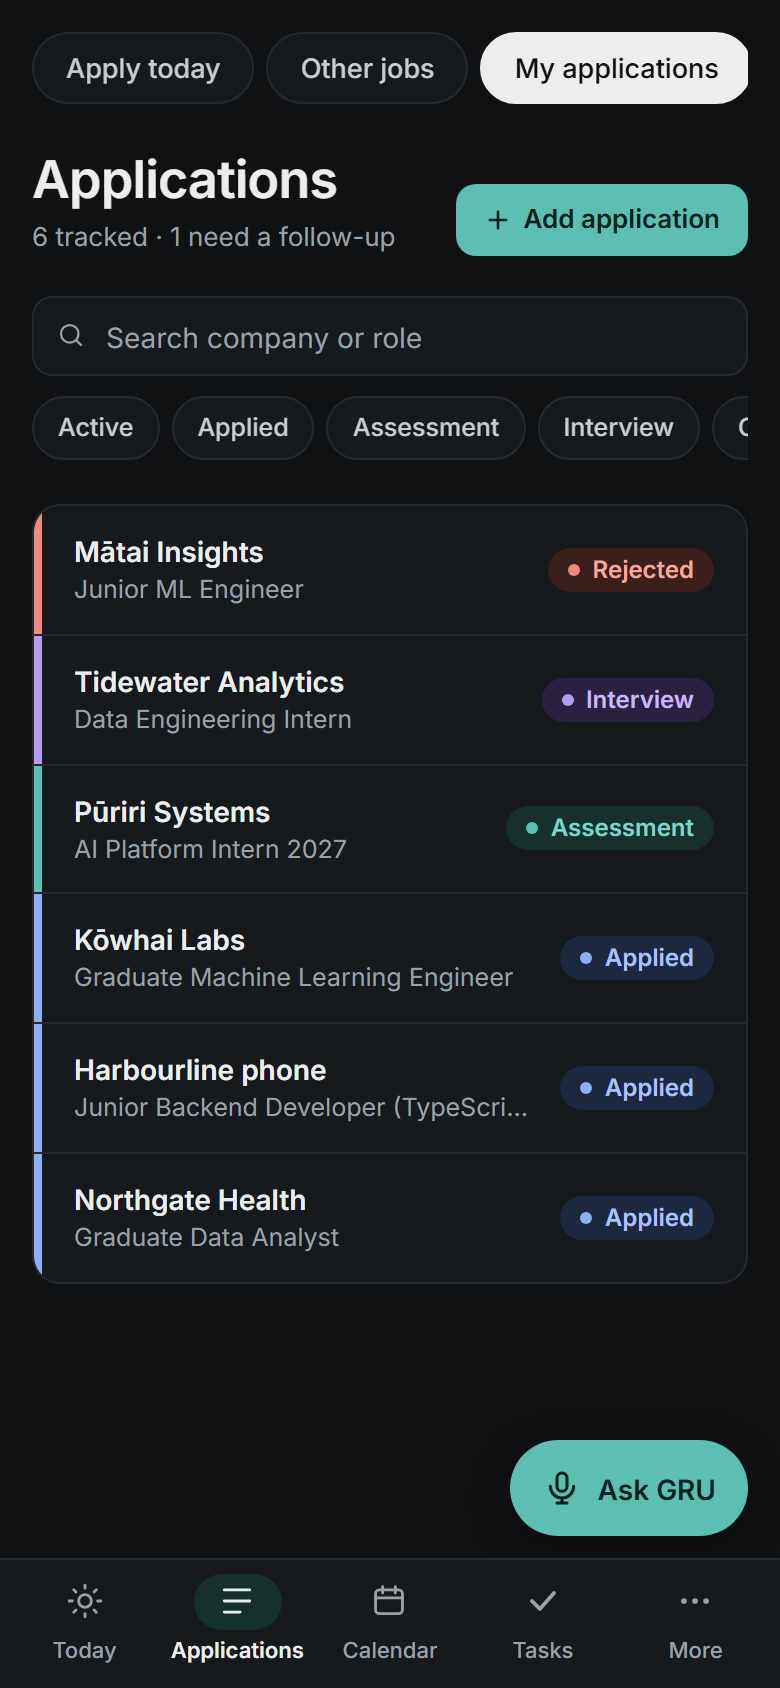 Apply today
Other jobs
My applications
Applications
6 tracked · 1 need a follow-up
+ Add application
Search company or role
Active
Applied
Assessment
Interview
Mātai Insights
Junior ML Engineer
Rejected
Tidewater Analytics
Data Engineering Intern
Interview
Pūriri Systems
AI Platform Intern 2027
Assessment
Kōwhai Labs
Graduate Machine Learning Engineer
Applied
Harbourline phone
Junior Backend Developer (TypeScri...
Applied
Northgate Health
Graduate Data Analyst
Applied
Ask GRU
Today
Applications
Calendar
Tasks
More